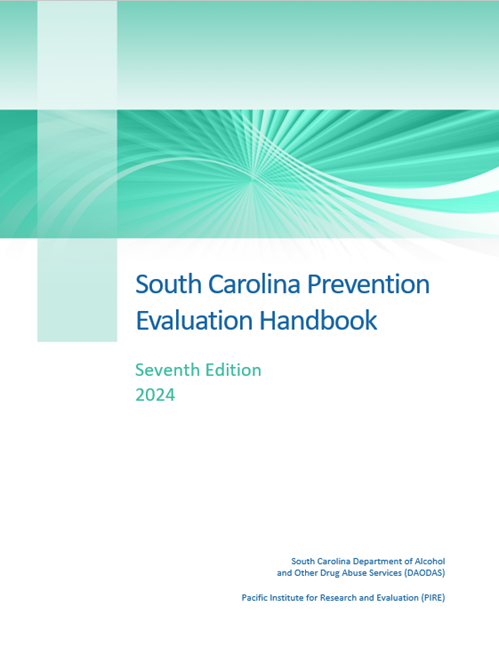 South Carolina Prevention
Evaluation Handbook
Seventh Edition
2024
South Carolina Department of Alcohol
and Other Drug Abuse Services (DAODAS)
Pacific Institute for Research and Evaluation (PIRE)